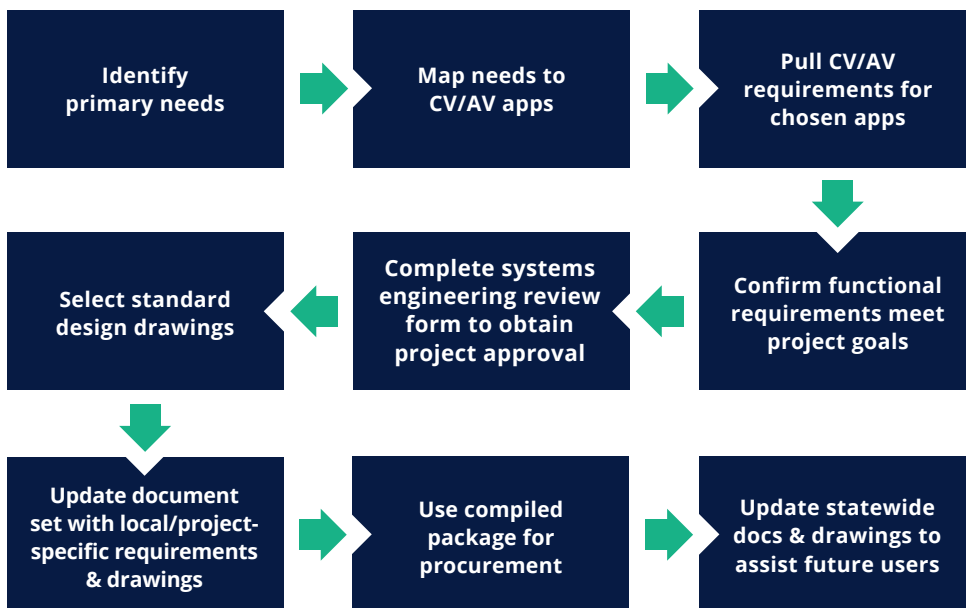 Identify
primary needs
Map needs to
CV/AV apps
Pull CV/AV
requirements for
chosen apps
Confirm functional
requirements meet
project goals
Complete systems
engineering review
form to obtain
project approval
Select standard
design drawings
Update document
set with local/project-
specific requirements
& drawings
Use compiled
package for
procurement
Update statewide
docs & drawings to
assist future users